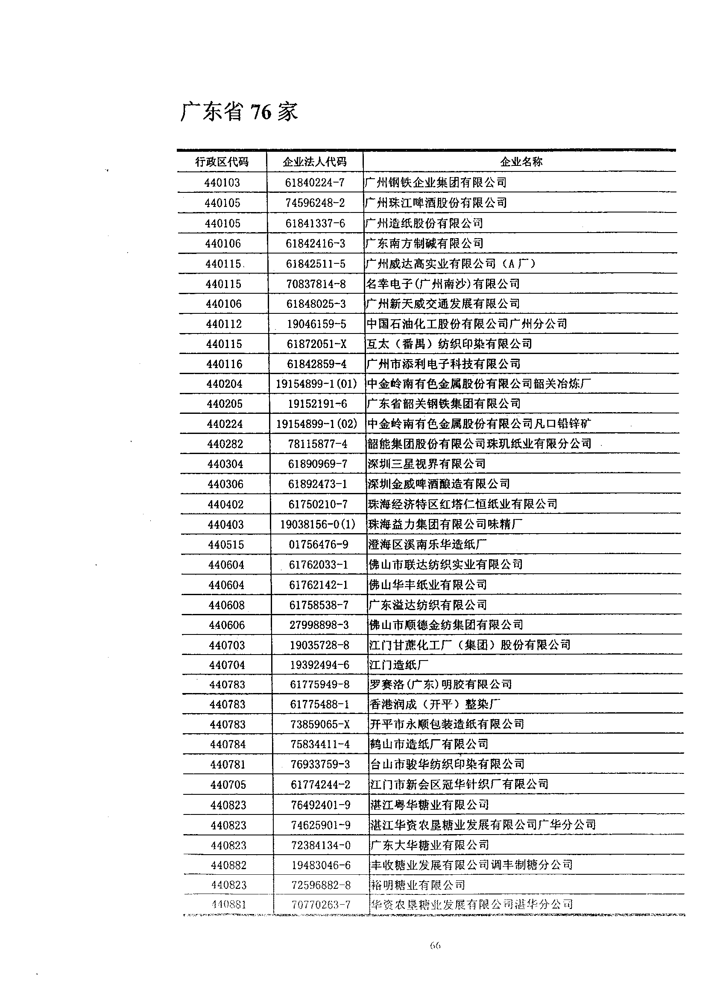 广东省 76 家
行政区代码 企业法人代码 企业名称
440103 61840224-7 广州钢铁企业集团有限公司
440105 74596248-2 广州珠江啤酒股份有限公司
440105 61841337-6 广州造纸股份有限公司
440106 61842416-3 广东南方制碱有限公司
440115 61842511-5 广州威达高实业有限公司（A厂）
440115 70837814-8 名幸电子(广州南沙)有限公司
440106 61848025-3 广州新天威交通发展有限公司
440112 19046159-5 中国石油化工股份有限公司广州分公司
440115 61872051-X 互太（番禺）纺织印染有限公司
440116 61842859-4 广州市添利电子科技有限公司
440204 19154899-1(01) 中金岭南有色金属股份有限公司韶关冶炼厂
440205 19152191-6 广东省韶关钢铁集团有限公司
440224 19154899-1(02) 中金岭南有色金属股份有限公司凡口铅锌矿
440282 78115877-4 韶能集团股份有限公司珠玑纸业有限分公司
440304 61890969-7 深圳三星视界有限公司
440306 61892473-1 深圳金威啤酒酿造有限公司
440402 61750210-7 珠海经济特区红塔仁恒纸业有限公司
440403 19038156-0(1) 珠海益力集团有限公司味精厂
440515 01756476-9 澄海区溪南乐华造纸厂
440604 61762033-1 佛山市联达纺织实业有限公司
440604 61762142-1 佛山华丰纸业有限公司
440608 61758538-7 广东溢达纺织有限公司
440606 27998898-3 佛山市顺德金纺集团有限公司
440703 19035728-8 江门甘蔗化工厂（集团）股份有限公司
440704 19392494-6 江门造纸厂
440783 61775949-8 罗赛洛(广东)明胶有限公司
440783 61775488-1 香港润成（开平）整染厂
440783 73859065-X 开平市永顺包装造纸有限公司
440784 75834411-4 鹤山市造纸厂有限公司
440781 76933759-3 台山市骏华纺织印染有限公司
440705 61774244-2 江门市新会区冠华针织厂有限公司
440823 76492401-9 湛江粤华糖业有限公司
440823 74625901-9 湛江华资农垦糖业发展有限公司广华分公司
440823 72384134-0 广东大华糖业有限公司
440882 19483046-6 丰收糖业发展有限公司调丰制糖分公司
440823 72596882-8 裕明糖业有限公司
440881 70770263-7 华资农垦糖业发展有限公司湛华分公司
66